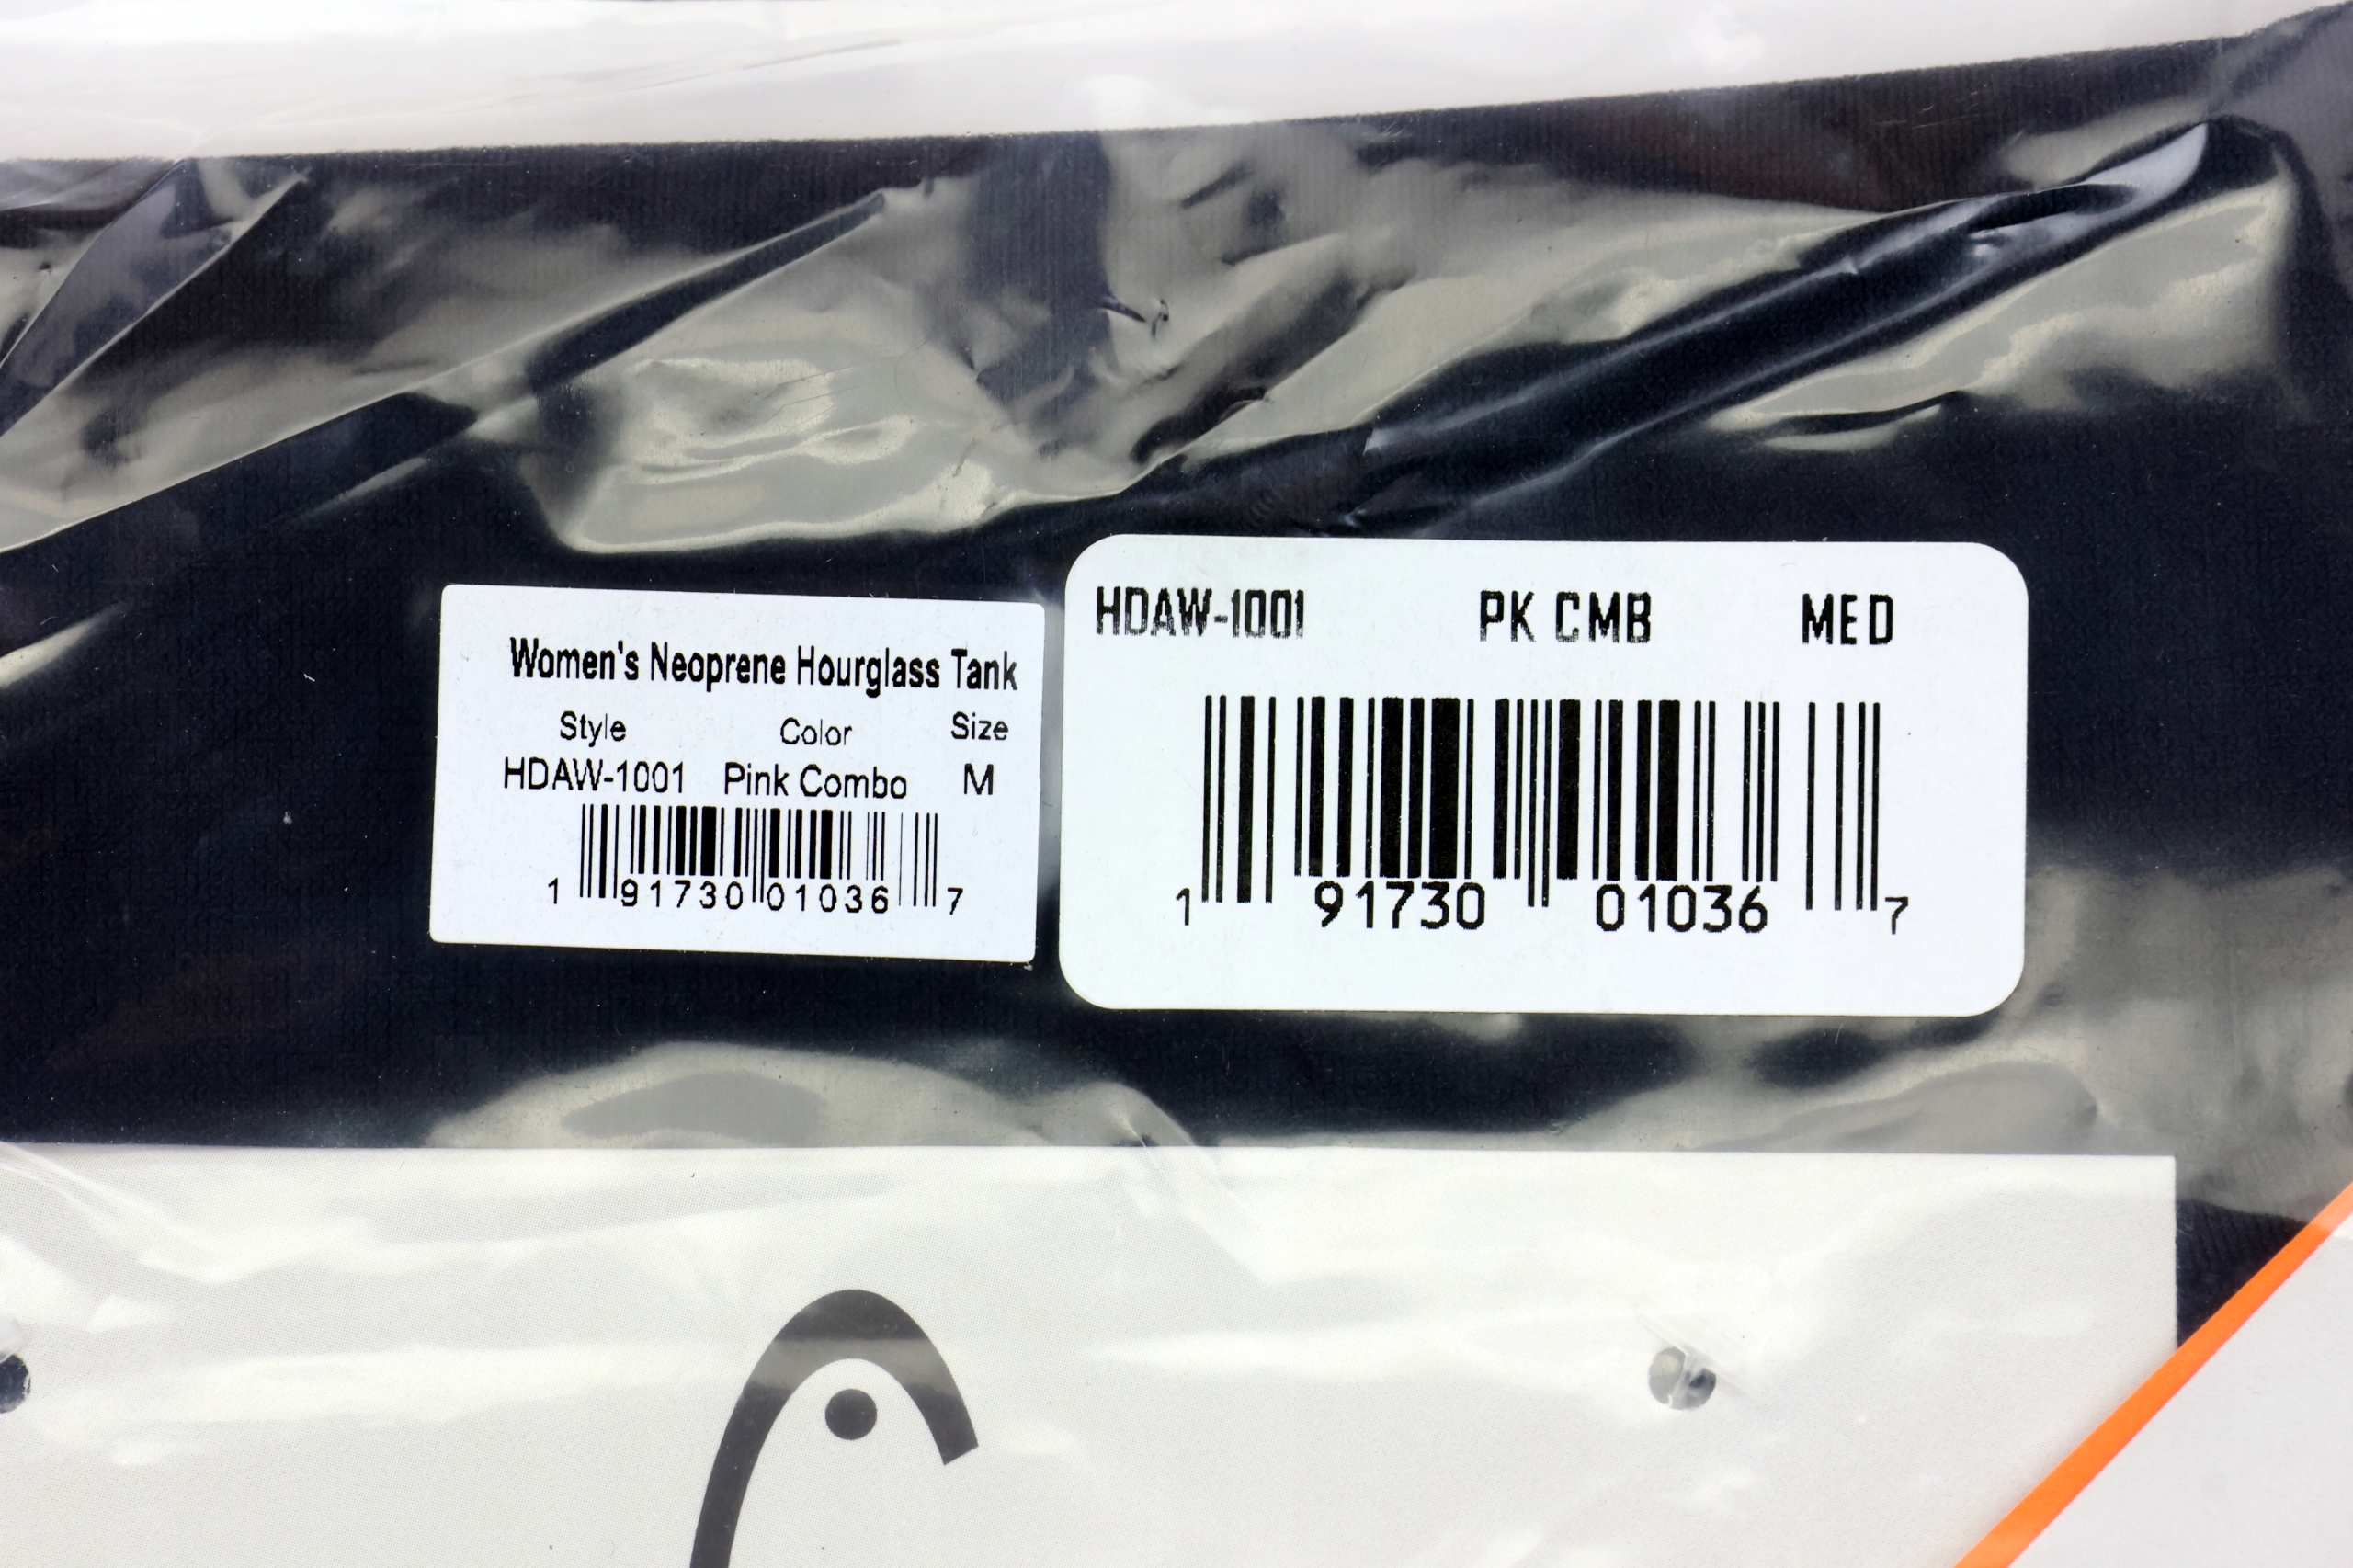 Women's Neoprene Hourglass Tank
Style Color Size
HDAW-1001 Pink Combo M
1 91730 01036 7
HDAW-1001 PK CMB MED
1 91730 01036 7